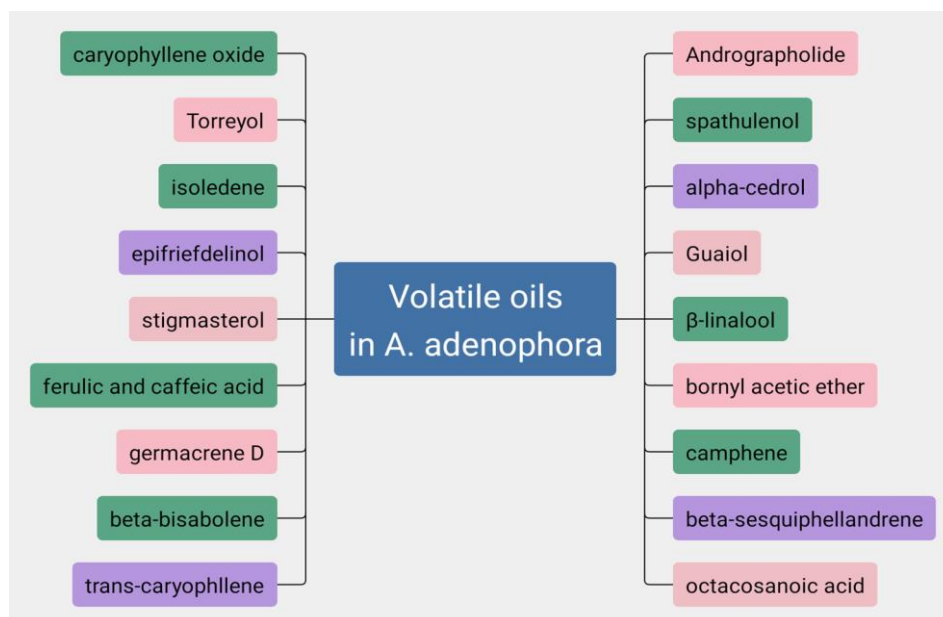 caryophyllene oxide
Torreyol
isoledene
epifriefdelinol
stigmasterol
ferulic and caffeic acid
germacrene D
beta-bisabolene
trans-caryophllene
Volatile oils
in A. adenophora
Andrographolide
spathulenol
alpha-cedrol
Guaiol
β-linalool
bornyl acetic ether
camphene
beta-sesquiphellandrene
octacosanoic acid